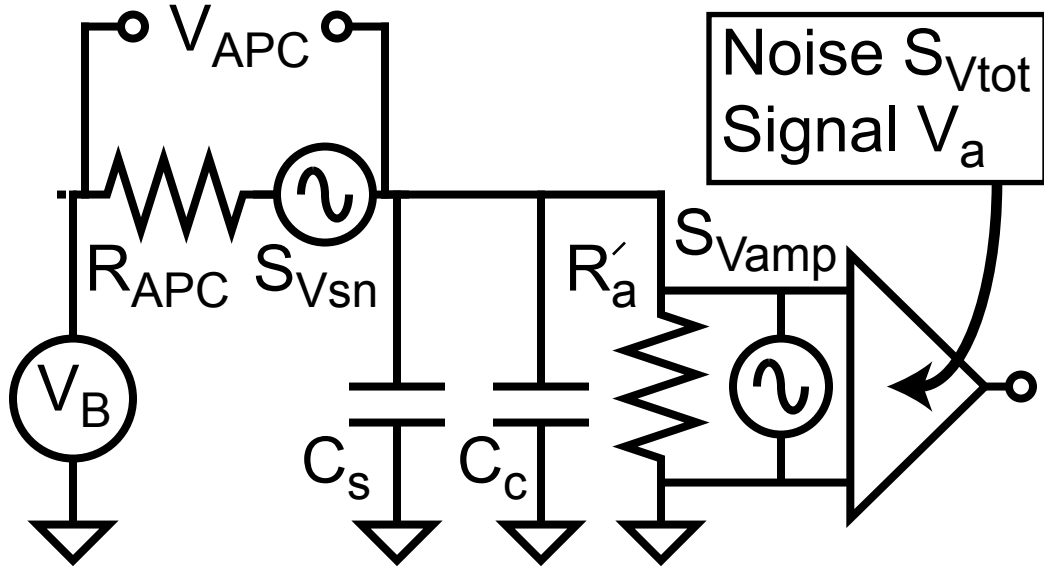 V_APC
Noise S_Vtot
Signal V_a
R_APC
S_Vsn
R′_a
S_Vamp
V_B
C_s
C_c